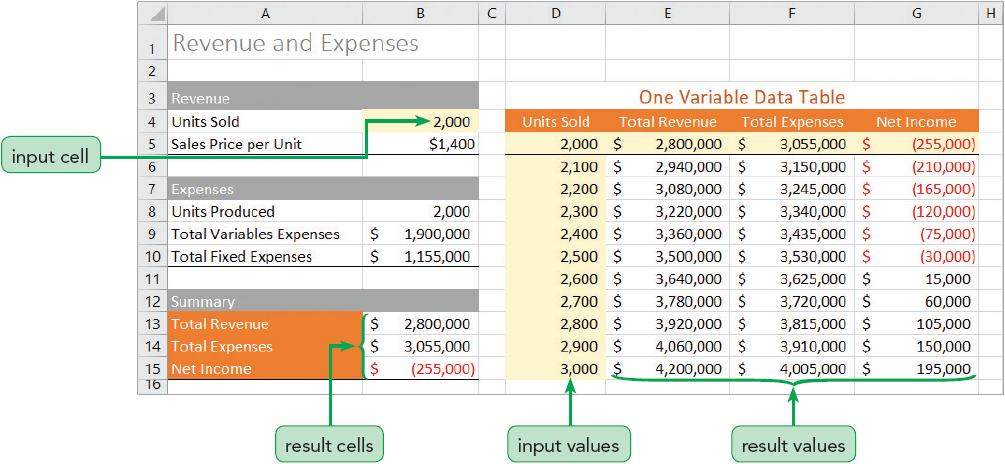 A B C D E F G H
1 Revenue and Expenses
2
3 Revenue One Variable Data Table
4 Units Sold 2,000 Units Sold Total Revenue Total Expenses Net Income
5 Sales Price per Unit $1,400 2,000 $ 2,800,000 $ 3,055,000 $ (255,000)
input cell
6 2,100 $ 2,940,000 $ 3,150,000 $ (210,000)
7 Expenses 2,200 $ 3,080,000 $ 3,245,000 $ (165,000)
8 Units Produced 2,000 2,300 $ 3,220,000 $ 3,340,000 $ (120,000)
9 Total Variables Expenses $ 1,900,000 2,400 $ 3,360,000 $ 3,435,000 $ (75,000)
10 Total Fixed Expenses $ 1,155,000 2,500 $ 3,500,000 $ 3,530,000 $ (30,000)
11 2,600 $ 3,640,000 $ 3,625,000 $ 15,000
12 Summary 2,700 $ 3,780,000 $ 3,720,000 $ 60,000
13 Total Revenue $ 2,800,000 2,800 $ 3,920,000 $ 3,815,000 $ 105,000
14 Total Expenses $ 3,055,000 2,900 $ 4,060,000 $ 3,910,000 $ 150,000
15 Net Income $ (255,000) 3,000 $ 4,200,000 $ 4,005,000 $ 195,000
16
result cells input values result values